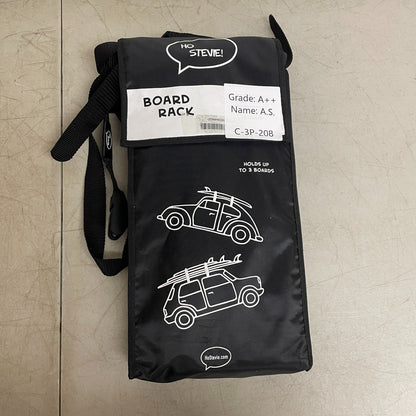 HO
STEVIE!
BOARD
RACK
Grade: A++
Name: A.S.
C-3P-208
HOLDS UP
TO 3 BOARDS
HoStevie.com